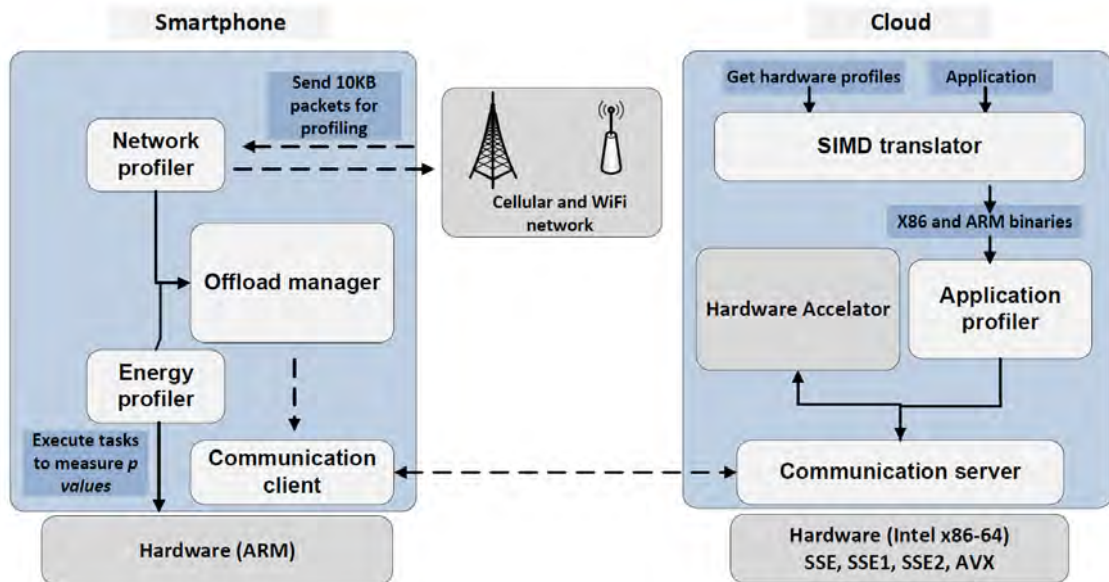 Smartphone
Send 10KB
packets for
profiling
Network
profiler
Offload manager
Energy
profiler
Execute tasks
to measure p
values
Communication
client
Hardware (ARM)
Cellular and WiFi
network
Cloud
Get hardware profiles
Application
SIMD translator
X86 and ARM binaries
Hardware Accelator
Application
profiler
Communication server
Hardware (Intel x86-64)
SSE, SSE1, SSE2, AVX